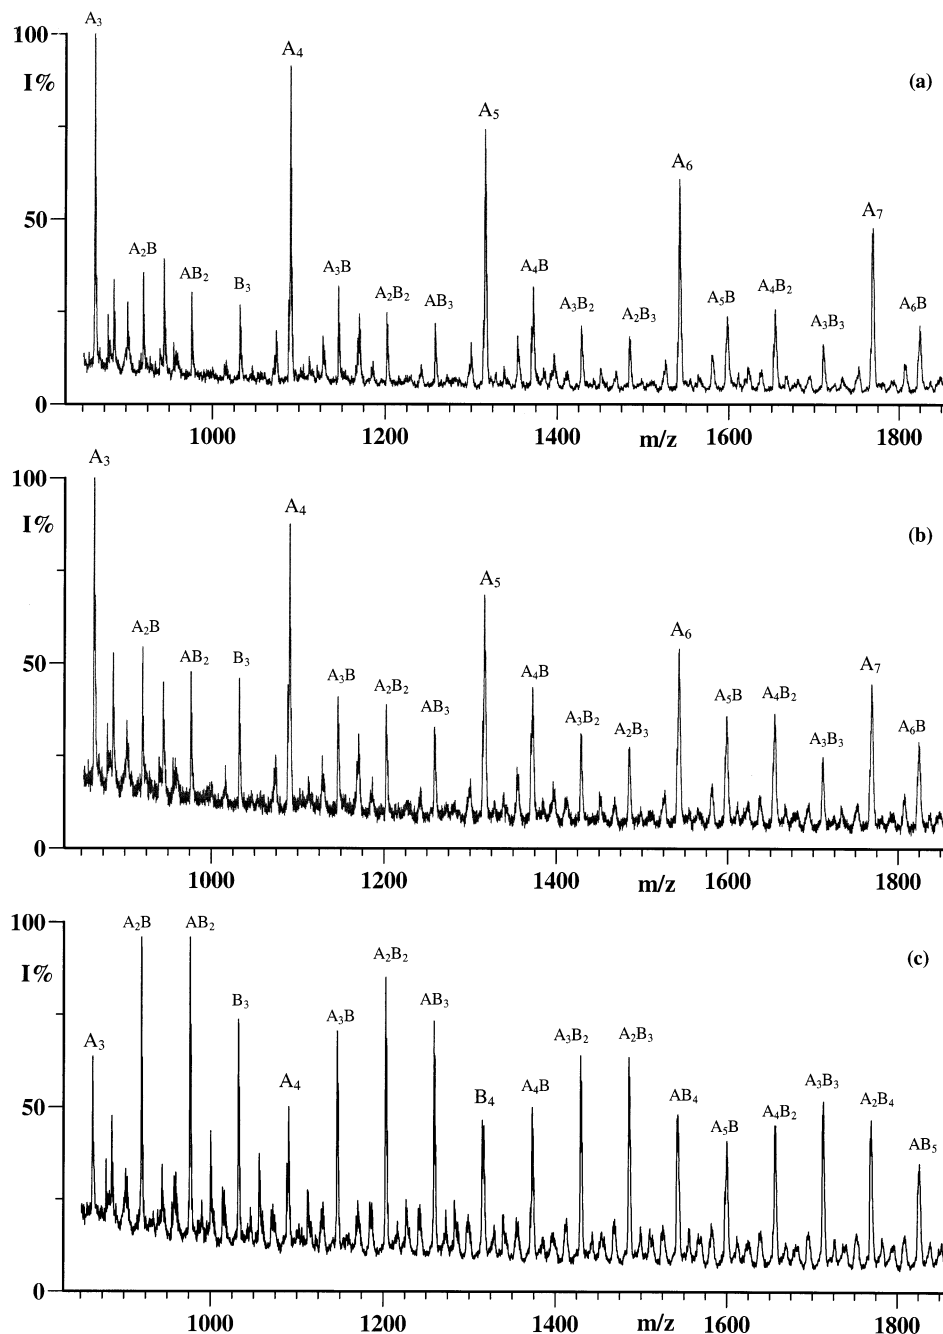 A₃
100
A₄
I%
(a)
A₅
A₆
50
A₇
A₂B
AB₂
B₃
A₃B
A₂B₂
AB₃
A₄B
A₃B₂
A₂B₃
A₅B
A₄B₂
A₃B₃
A₆B
0
1000
1200
1400
m/z
1600
1800
A₃
100
A₄
I%
(b)
A₅
A₆
A₇
A₂B
50
AB₂
B₃
A₃B
A₂B₂
AB₃
A₄B
A₃B₂
A₂B₃
A₅B
A₄B₂
A₃B₃
A₆B
0
1000
1200
1400
m/z
1600
1800
100
A₂B
AB₂
I%
(c)
A₂B₂
B₃
AB₃
A₃B
A₃
A₃B₂
A₂B₃
A₄
50
B₄
A₄B
AB₄
A₅B
A₄B₂
A₃B₃
A₂B₄
AB₅
0
1000
1200
1400
m/z
1600
1800